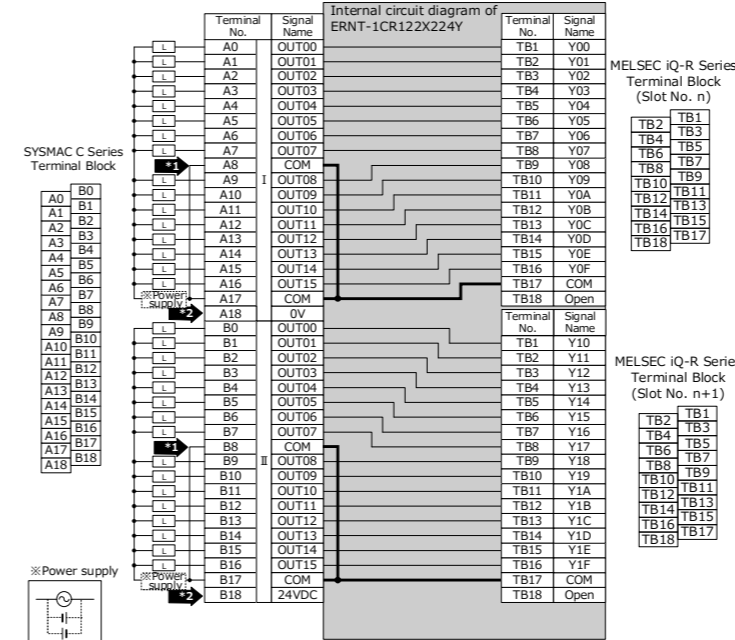 Internal circuit diagram of
ERNT-1CR122X224Y
SYSMAC C Series
Terminal Block
A0 B0
A1 B1
A2 B2
A3 B3
A4 B4
A5 B5
A6 B6
A7 B7
A8 B8
A9 B9
A10 B10
A11 B11
A12 B12
A13 B13
A14 B14
A15 B15
A16 B16
A17 B17
A18 B18
※Power supply
Terminal No. Signal Name
L A0 OUT00
L A1 OUT01
L A2 OUT02
L A3 OUT03
L A4 OUT04
L A5 OUT05
L A6 OUT06
L A7 OUT07
*1 A8 COM
L A9 I OUT08
L A10 OUT09
L A11 OUT10
L A12 OUT11
L A13 OUT12
L A14 OUT13
L A15 OUT14
L A16 OUT15
※Power supply A17 COM
*2 A18 0V
L B0 OUT00
L B1 OUT01
L B2 OUT02
L B3 OUT03
L B4 OUT04
L B5 OUT05
L B6 OUT06
L B7 OUT07
*1 B8 COM
L B9 II OUT08
L B10 OUT09
L B11 OUT10
L B12 OUT11
L B13 OUT12
L B14 OUT13
L B15 OUT14
L B16 OUT15
※Power supply B17 COM
*2 B18 24VDC
Terminal No. Signal Name
TB1 Y00
TB2 Y01
TB3 Y02
TB4 Y03
TB5 Y04
TB6 Y05
TB7 Y06
TB8 Y07
TB9 Y08
TB10 Y09
TB11 Y0A
TB12 Y0B
TB13 Y0C
TB14 Y0D
TB15 Y0E
TB16 Y0F
TB17 COM
TB18 Open
Terminal No. Signal Name
TB1 Y10
TB2 Y11
TB3 Y12
TB4 Y13
TB5 Y14
TB6 Y15
TB7 Y16
TB8 Y17
TB9 Y18
TB10 Y19
TB11 Y1A
TB12 Y1B
TB13 Y1C
TB14 Y1D
TB15 Y1E
TB16 Y1F
TB17 COM
TB18 Open
MELSEC iQ-R Series
Terminal Block
(Slot No. n)
TB2 TB1
TB4 TB3
TB6 TB5
TB8 TB7
TB10 TB9
TB12 TB11
TB14 TB13
TB16 TB15
TB18 TB17
MELSEC iQ-R Serie
Terminal Block
(Slot No. n+1)
TB2 TB1
TB4 TB3
TB6 TB5
TB8 TB7
TB10 TB9
TB12 TB11
TB14 TB13
TB16 TB15
TB18 TB17